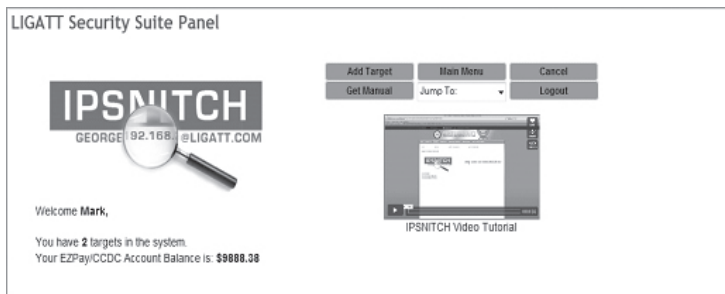 LIGATT Security Suite Panel
Add Target
Main Menu
Cancel
Get Manual
Jump To:
Logout
IPSNITCH
GEORGE 192.168. @LIGATT.COM
IPSNITCH Video Tutorial
Welcome Mark,
You have 2 targets in the system.
Your EZPay/CCDC Account Balance is: $9888.38